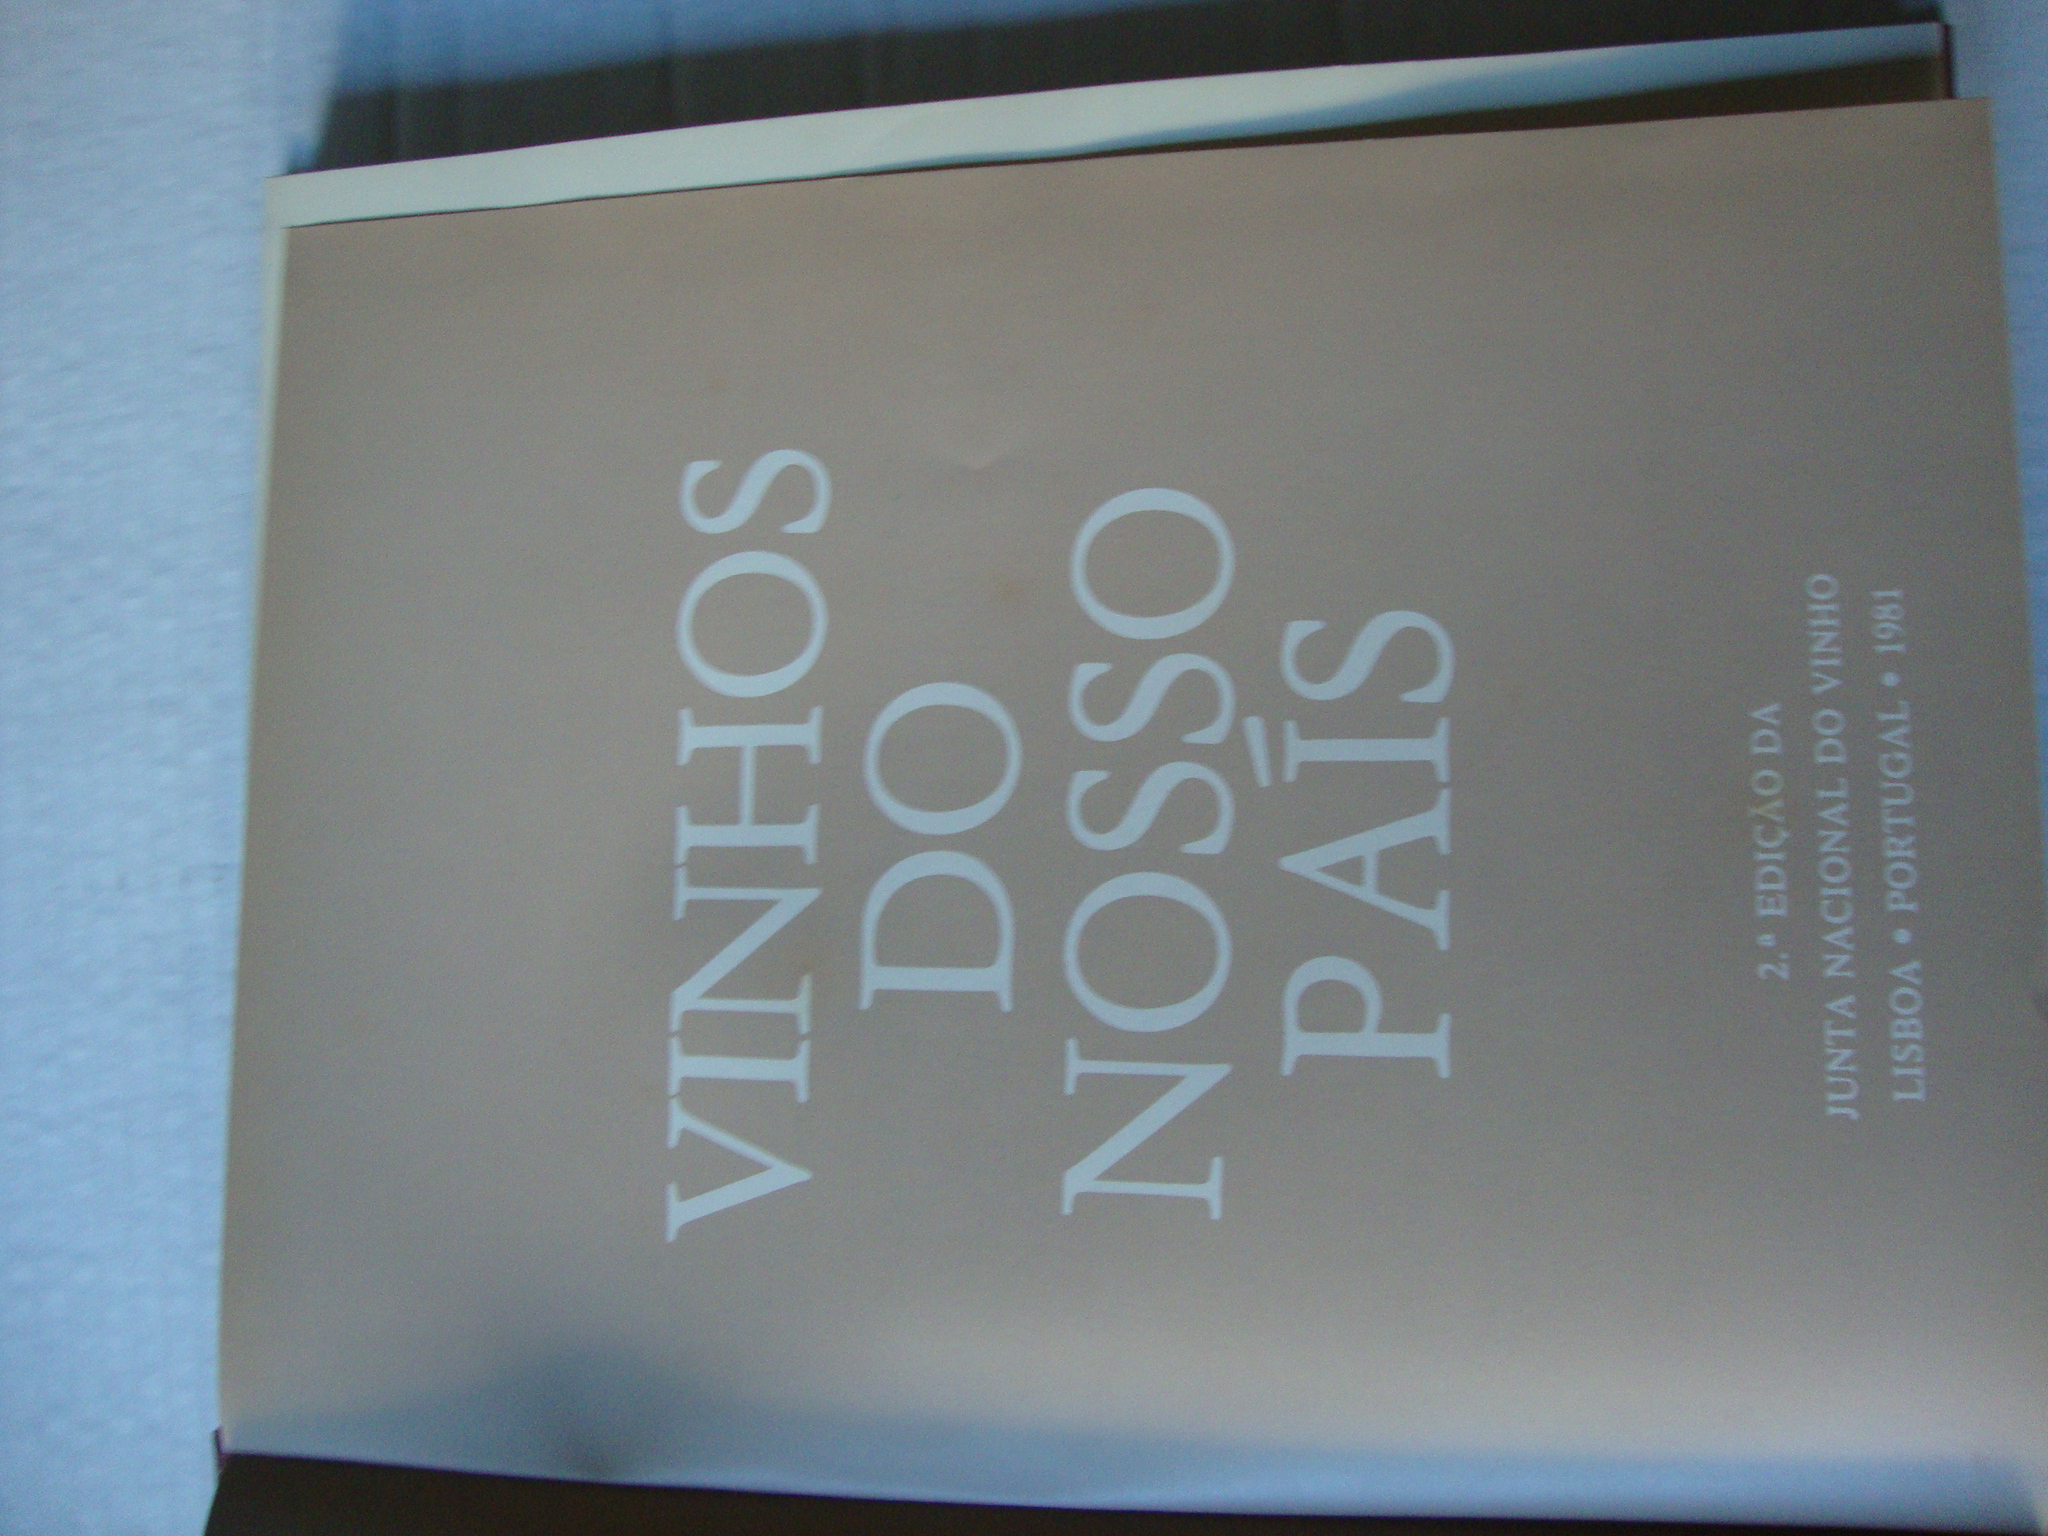 VINHOS
DO
NOSSO
PAÍS
2.ª EDIÇÃO DA
JUNTA NACIONAL DO VINHO
LISBOA • PORTUGAL • 1981